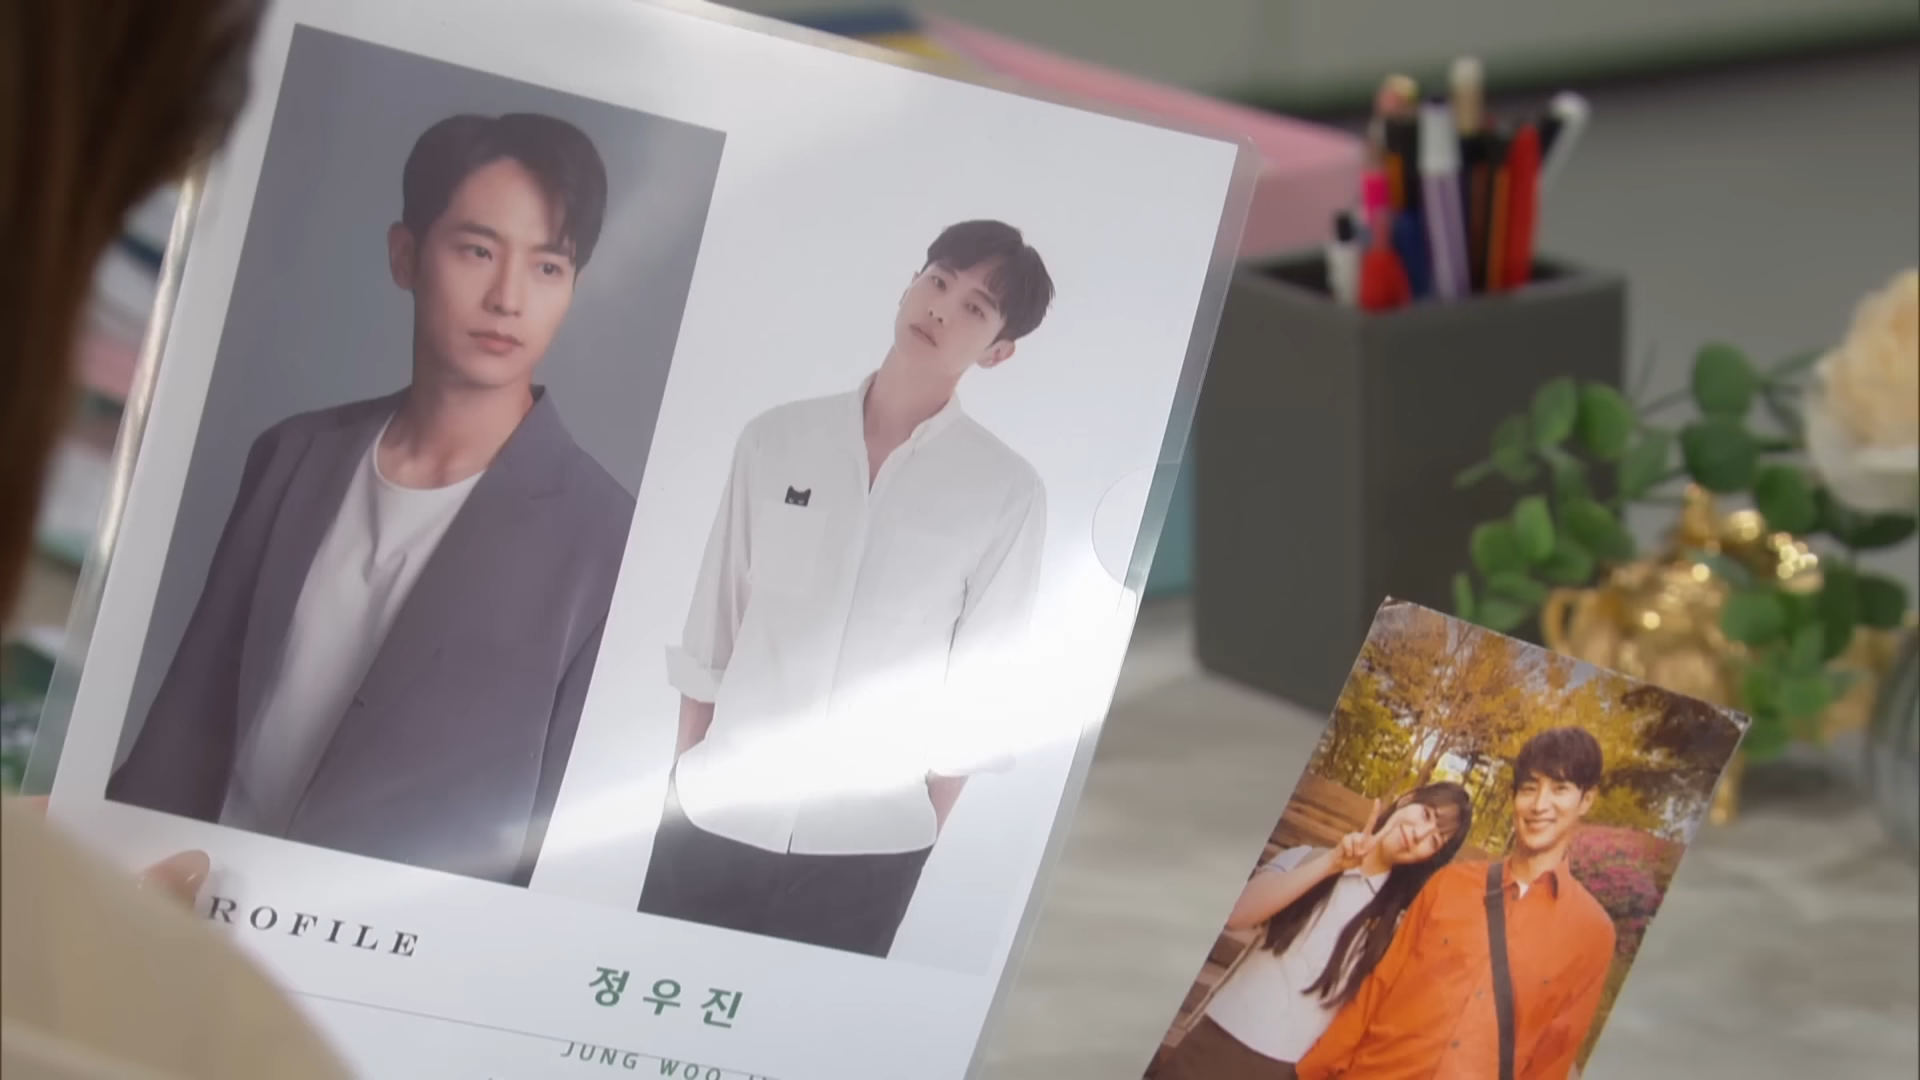 ROFILE
정우진
JUNG WOO